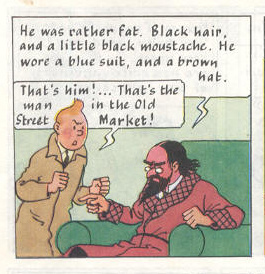 He was rather fat. Black hair,
and a little black moustache. He
wore a blue suit, and a brown
hat.
That's him!... That's the
man in the Old
Street Market!